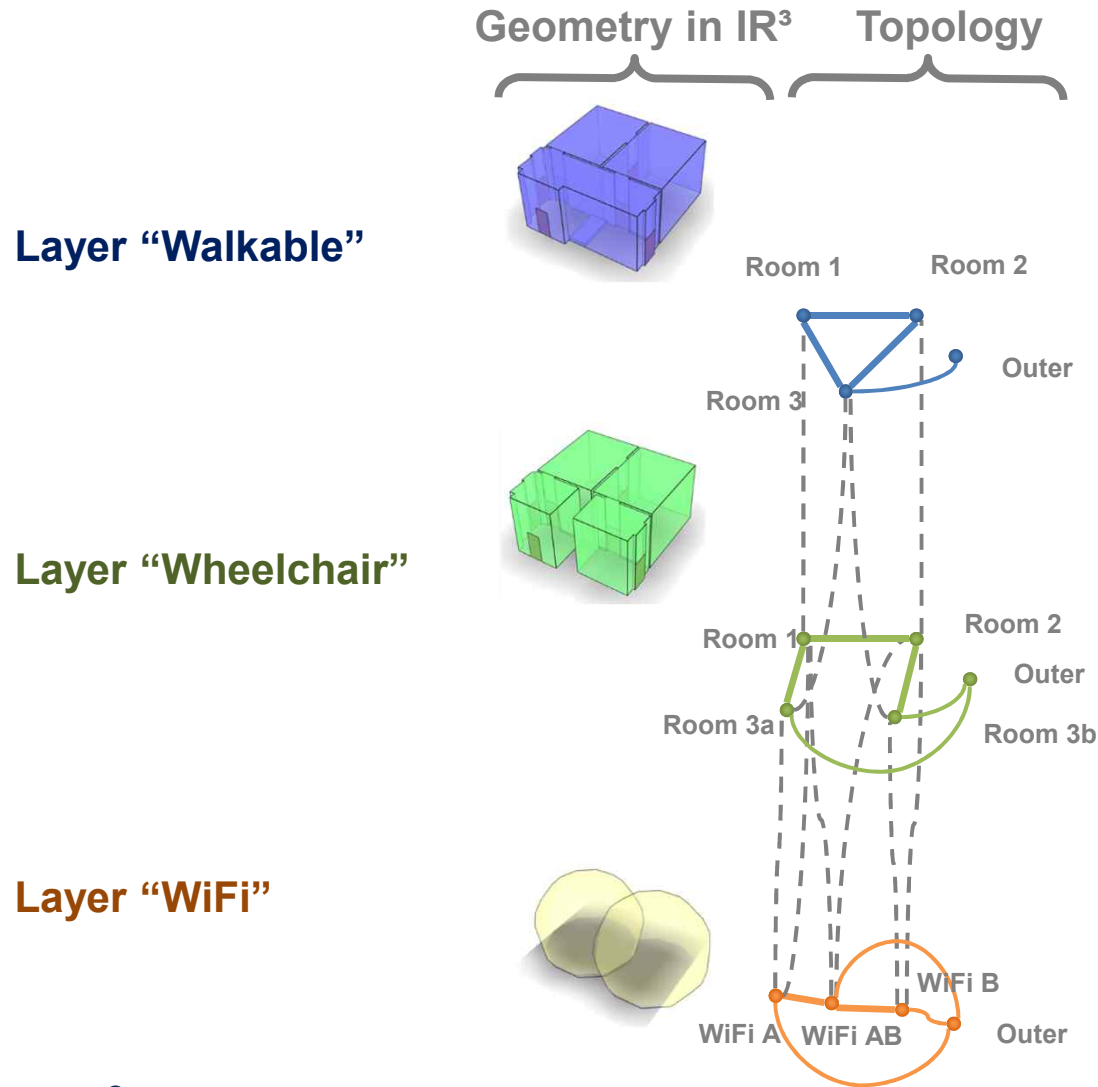 Geometry in IR³ Topology
Layer “Walkable”
Room 1 Room 2
Outer
Room 3
Layer “Wheelchair”
Room 1 Room 2
Outer
Room 3a Room 3b
Layer “WiFi”
WiFi B
WiFi A WiFi AB Outer